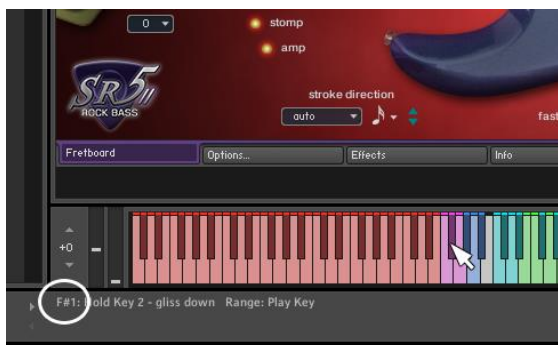 0
stomp
amp
SR5 II
ROCK BASS
stroke direction
auto
fast
Fretboard
Options...
Effects
Info
+0
F#1: Hold Key 2 - gliss down Range: Play Key